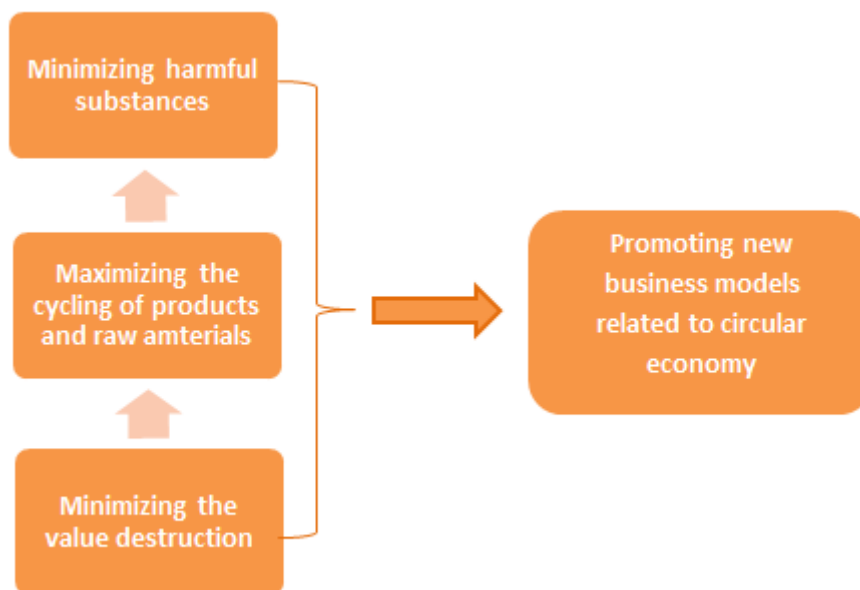 Minimizing harmful
substances
Maximizing the
cycling of products
and raw amterials
Minimizing the
value destruction
Promoting new
business models
related to circular
economy